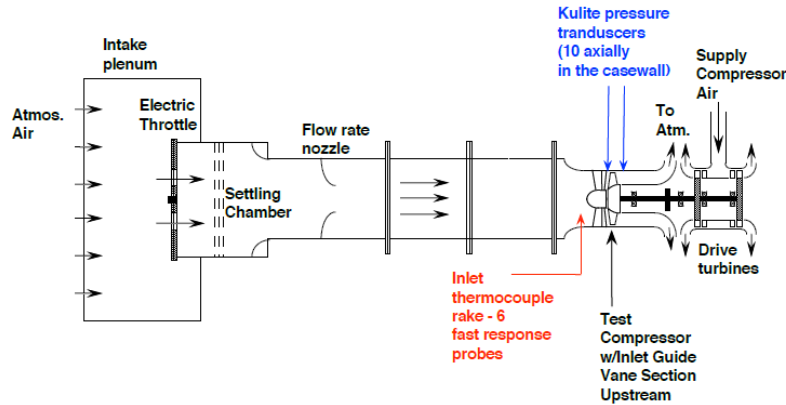 Kulite pressure
tranduscers
(10 axially
in the casewall)
Intake
plenum
Supply
Compressor
Air
Atmos.
Air
Electric
Throttle
To
Atm.
Flow rate
nozzle
Settling
Chamber
Inlet
thermocouple
rake - 6
fast response
probes
Drive
turbines
Test
Compressor
w/Inlet Guide
Vane Section
Upstream